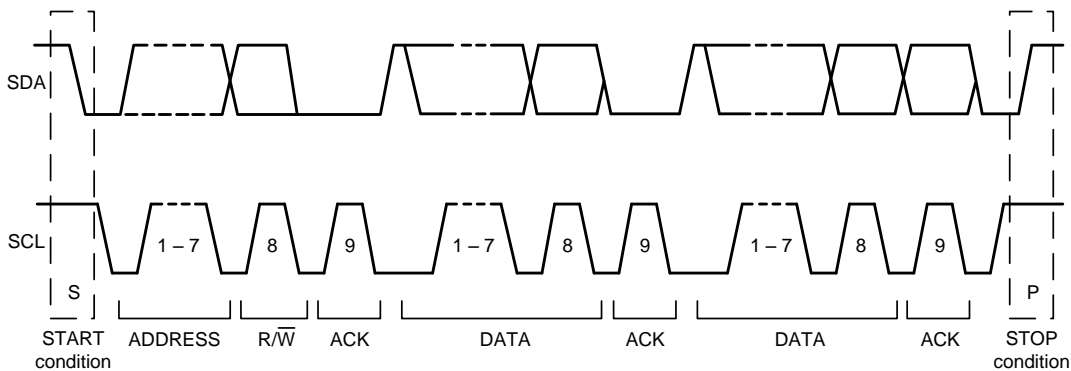 SDA
SCL
1 – 7
8
9
1 – 7
8
9
1 – 7
8
9
S
P
START
condition
ADDRESS
R/W̅
ACK
DATA
ACK
DATA
ACK
STOP
condition